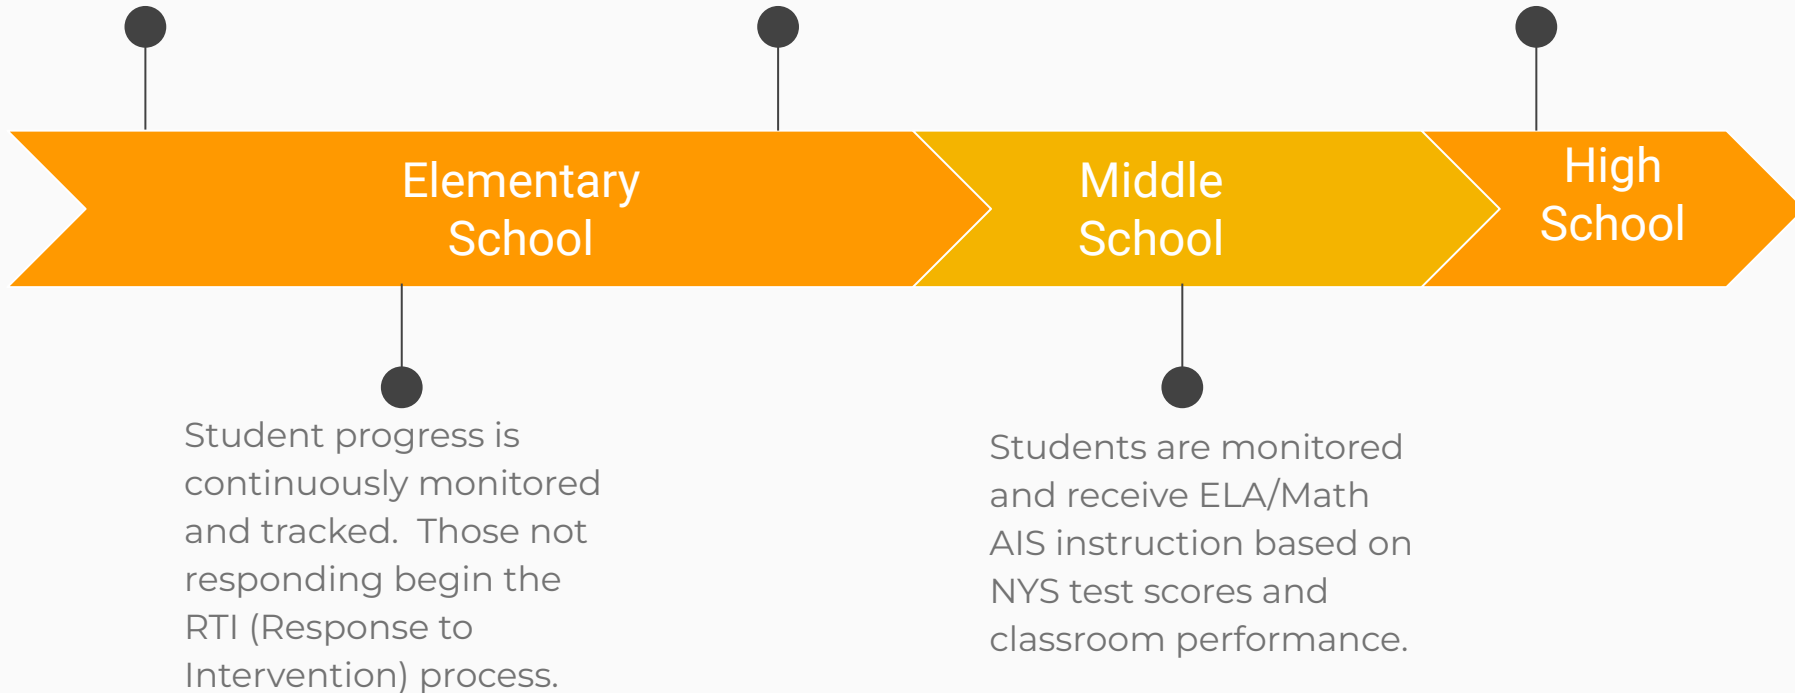 Elementary
School
Middle
School
High
School
Student progress is
continuously monitored
and tracked.  Those not
responding begin the
RTI (Response to
Intervention) process.
Students are monitored
and receive ELA/Math
AIS instruction based on
NYS test scores and
classroom performance.